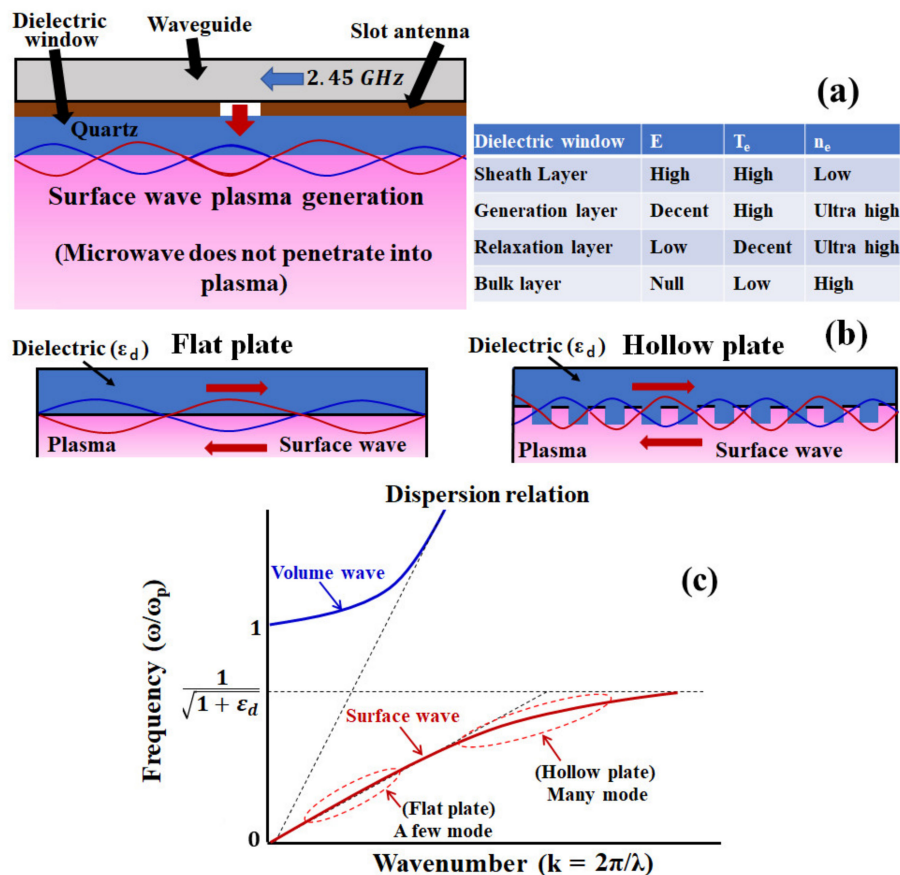 Dielectric
window
Waveguide
Slot antenna
2.45 GHz
(a)
Quartz
Surface wave plasma generation
(Microwave does not penetrate into
plasma)
Dielectric window E Te ne
Sheath Layer High High Low
Generation layer Decent High Ultra high
Relaxation layer Low Decent Ultra high
Bulk layer Null Low High
(b)
Dielectric (εd) Flat plate
Plasma Surface wave
Dielectric (εd) Hollow plate
Plasma Surface wave
Dispersion relation
(c)
Volume wave
1
1/√1 + εd
Surface wave
(Hollow plate)
Many mode
(Flat plate)
A few mode
0
Frequency (ω/ωp)
Wavenumber (k = 2π/λ)